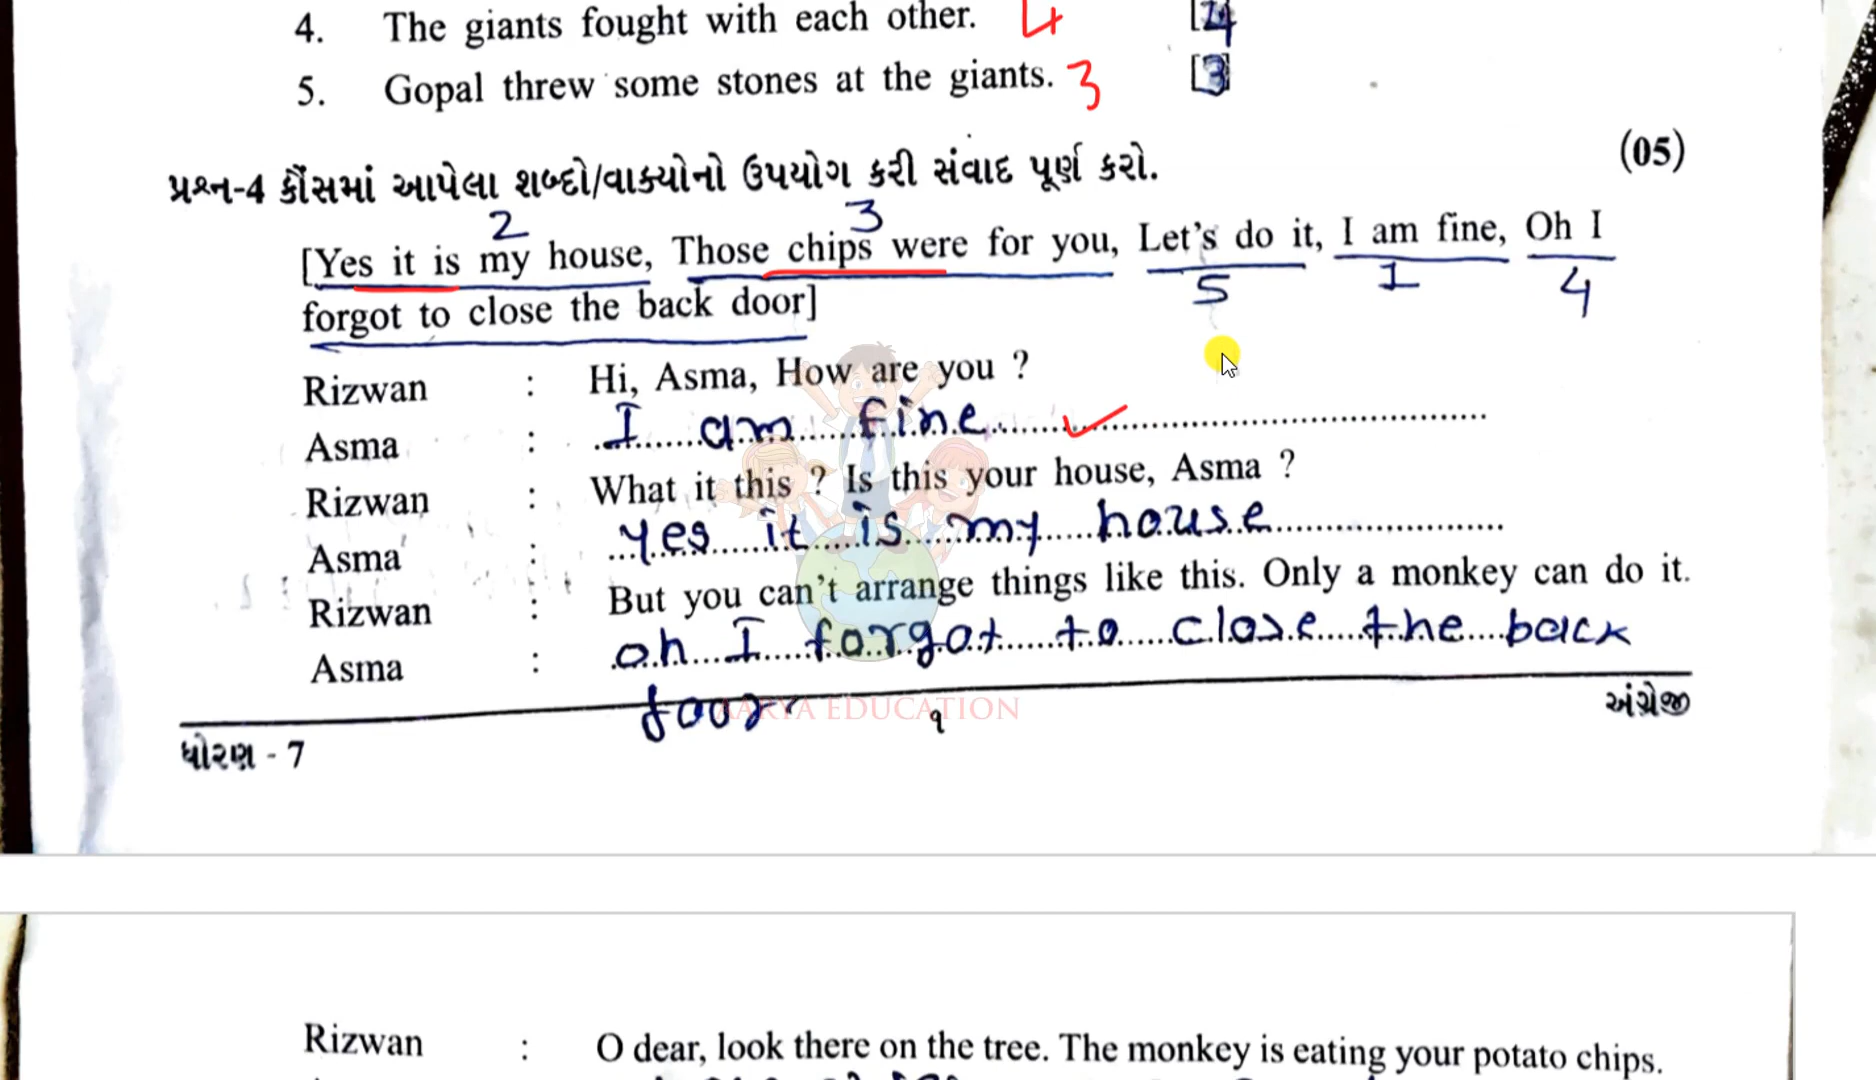 4. The giants fought with each other. 4 [4]
5. Gopal threw some stones at the giants. 3 [3]
પ્રશ્ન-4 કૌંસમાં આપેલા શબ્દો/વાક્યોનો ઉપયોગ કરી સંવાદ પૂર્ણ કરો. (05)
2 3
[Yes it is my house, Those chips were for you, Let's do it, I am fine, Oh I
5 1 4
forgot to close the back door]
Rizwan : Hi, Asma, How are you ?
Asma : I am fine
Rizwan : What it this ? Is this your house, Asma ?
Asma : Yes it is my house
Rizwan : But you can't arrange things like this. Only a monkey can do it.
Asma : oh I forgot to close the back
door
AARYA EDUCATION
ધોરણ - 7 ૧ અંગ્રેજી
Rizwan : O dear, look there on the tree. The monkey is eating your potato chips.